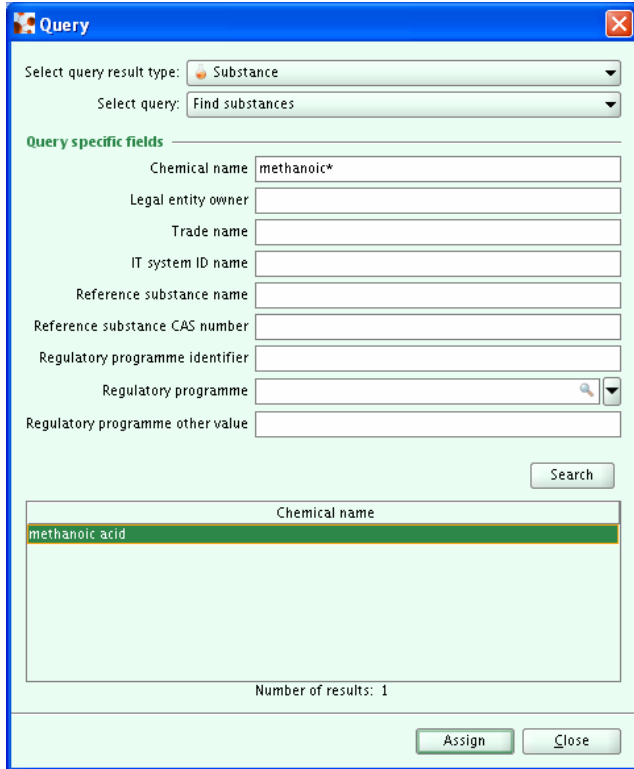 Query
Select query result type: Substance
Select query: Find substances
Query specific fields
Chemical name methanoic*
Legal entity owner
Trade name
IT system ID name
Reference substance name
Reference substance CAS number
Regulatory programme identifier
Regulatory programme
Regulatory programme other value
Search
Chemical name
methanoic acid
Number of results: 1
Assign Close